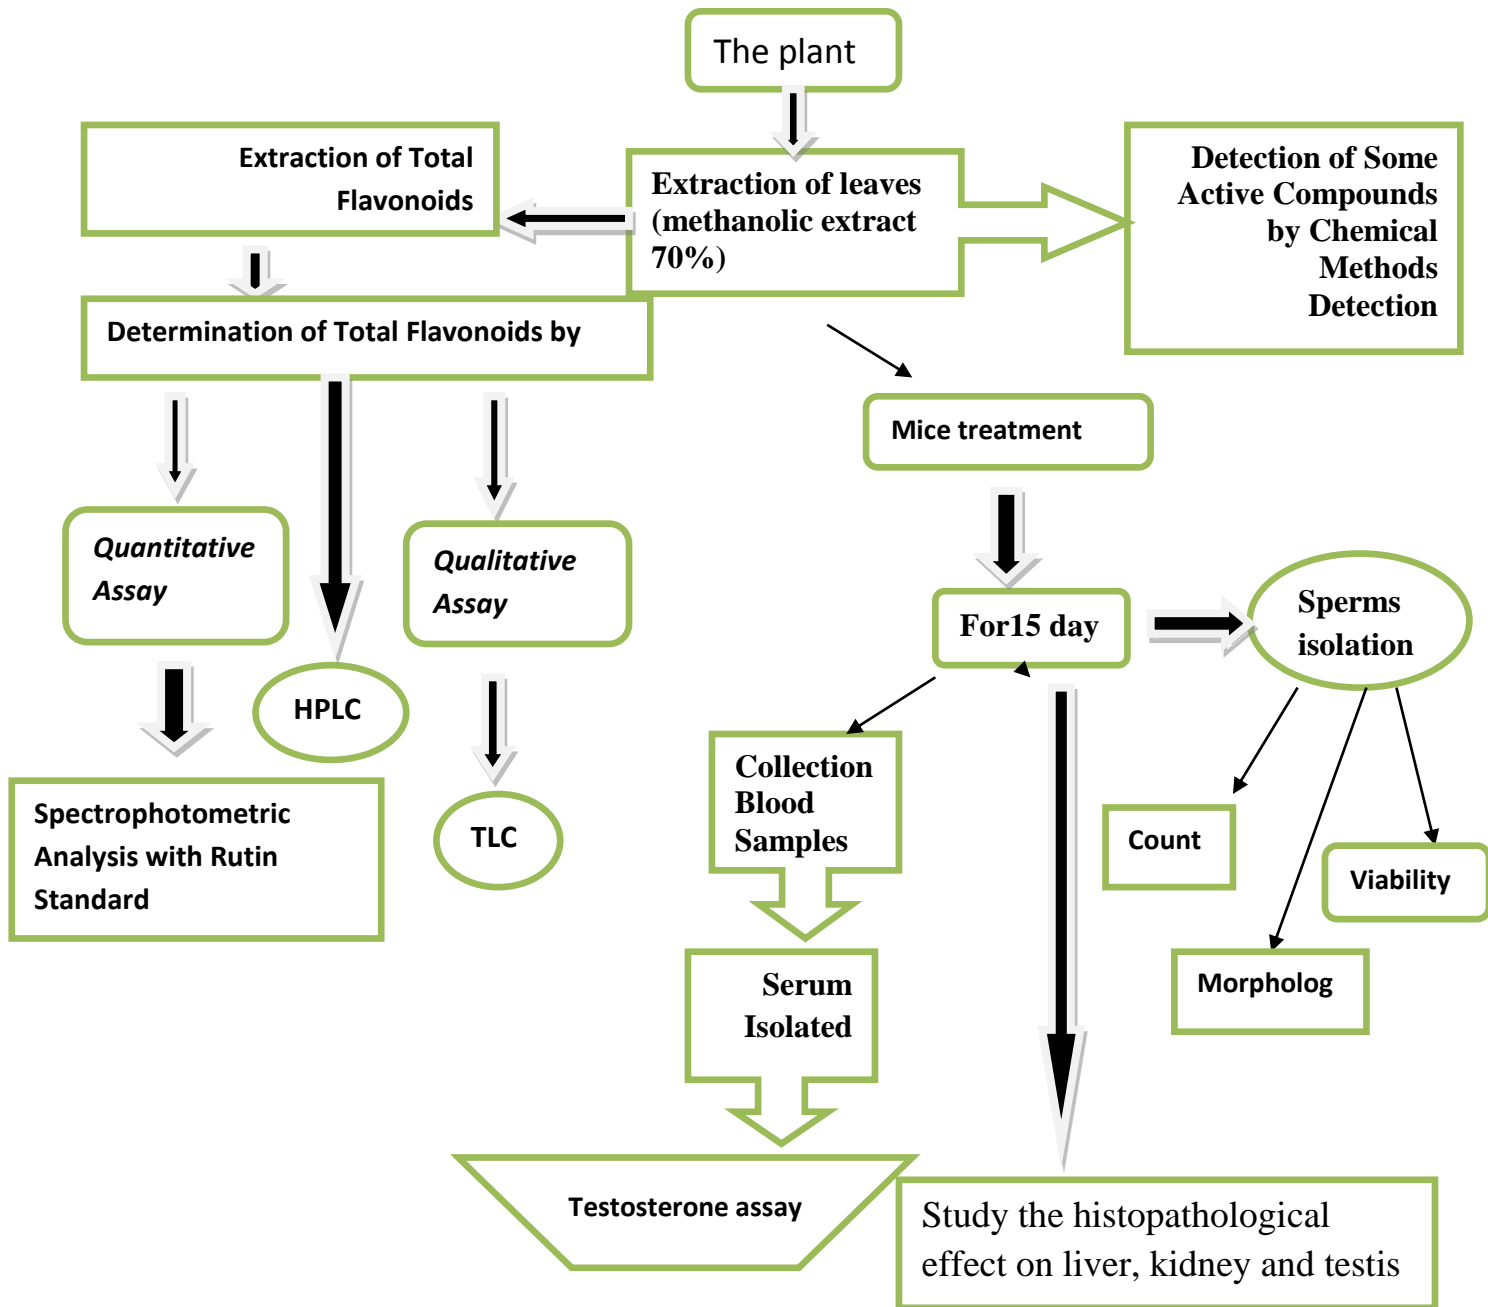 The plant
Extraction of Total
Flavonoids
Extraction of leaves
(methanolic extract
70%)
Detection of Some
Active Compounds
by Chemical
Methods
Detection
Determination of Total Flavonoids by
Mice treatment
Quantitative
Assay
Qualitative
Assay
For15 day
Sperms
isolation
HPLC
TLC
Spectrophotometric
Analysis with Rutin
Standard
Collection
Blood
Samples
Count
Viability
Morpholog
Serum
Isolated
Testosterone assay
Study the histopathological
effect on liver, kidney and testis